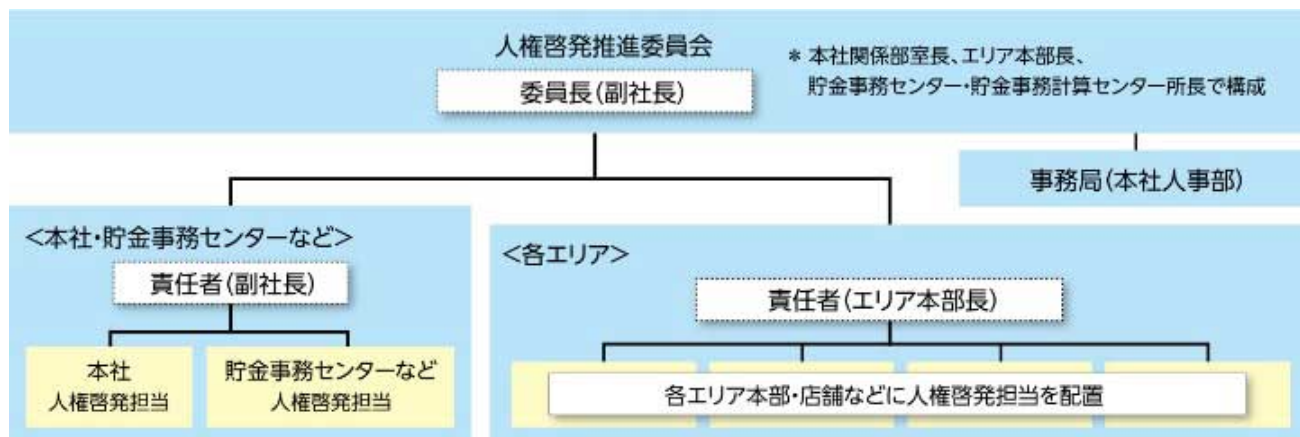 人権啓発推進委員会
委員長(副社長)
* 本社関係部室長、エリア本部長、
貯金事務センター・貯金事務計算センター所長で構成
事務局(本社人事部)
<本社・貯金事務センターなど>
責任者(副社長)
本社
人権啓発担当
貯金事務センターなど
人権啓発担当
<各エリア>
責任者(エリア本部長)
各エリア本部・店舗などに人権啓発担当を配置